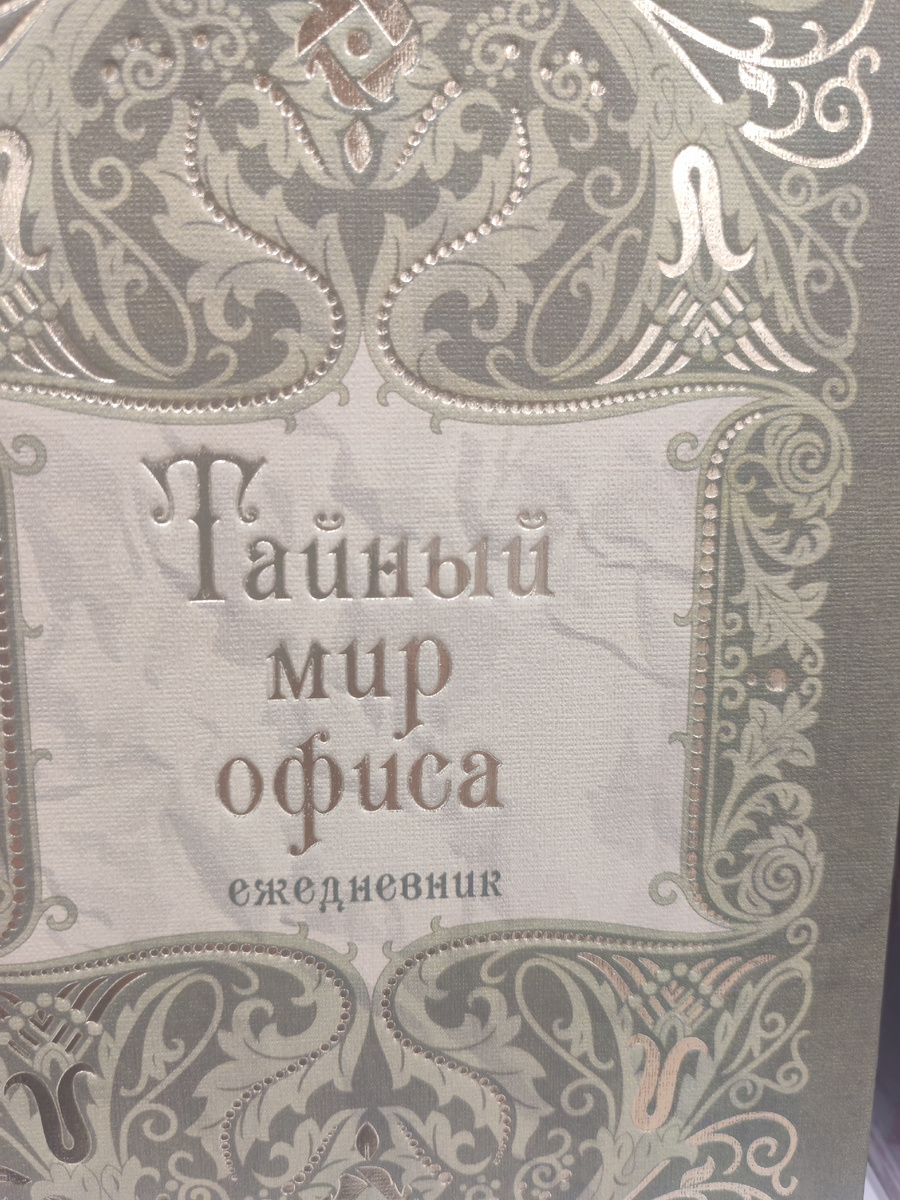 Тайный
мир
офиса
ежедневник